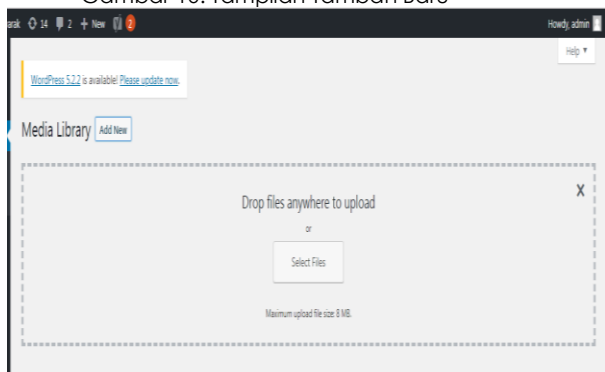 Gambar 10. Tampilan Tambah Baru
arak 14 2 + New 2 Howdy, admin
Help
WordPress 5.2.2 is available! Please update now.
Media Library Add New
X
Drop files anywhere to upload
or
Select Files
Maximum upload file size: 8 MB.